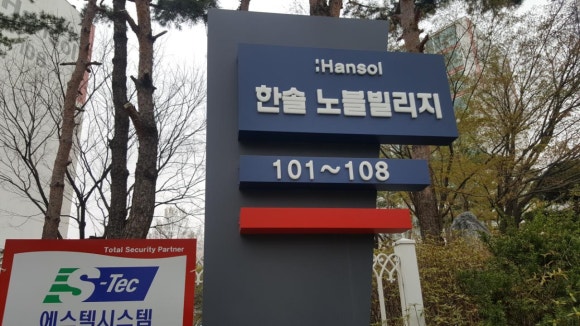 :Hansol
한솔 노블빌리지
101~108
Total Security Partner
S-Tec
에스텍시스템